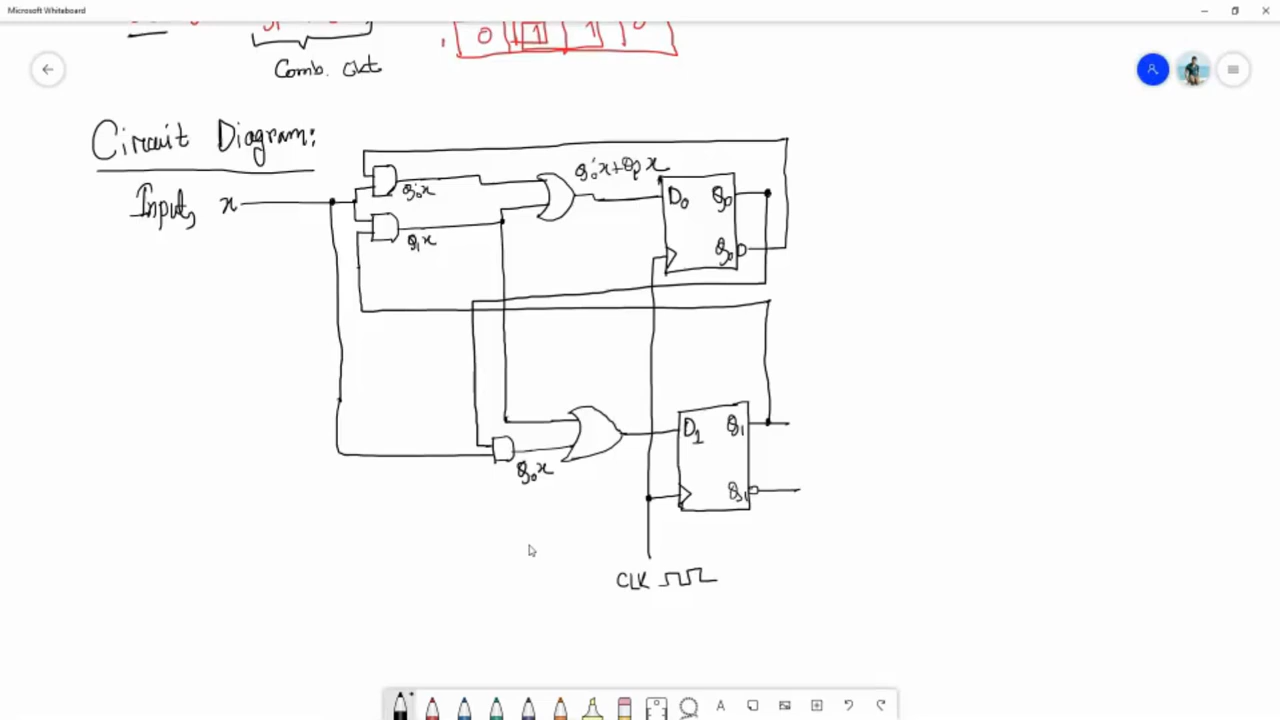 Microsoft Whiteboard
0 1 1 0
Comb. Ckt
Circuit Diagram:
Input, x
Q₀'x
Q₀'x+Q₁x
D₀ Q₀
Q₁x
Q₀
D₁ Q₁
Q₀x
Q₁
CLK
A